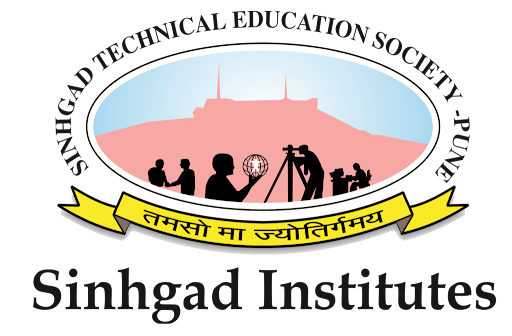 SINHGAD TECHNICAL EDUCATION SOCIETY - PUNE
तमसो मा ज्योतिर्गमय
Sinhgad Institutes